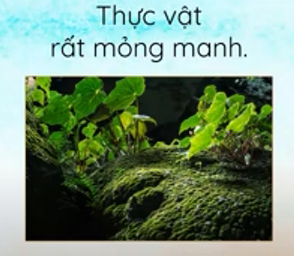 Thực vật
rất mỏng manh.